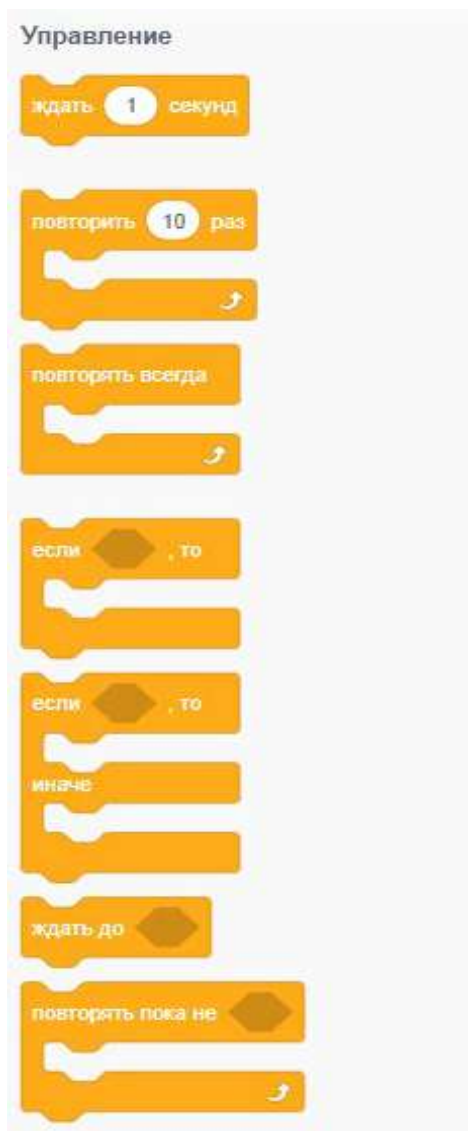 Управление
ждать 1 секунд
повторить 10 раз
повторять всегда
если , то
если , то
иначе
ждать до
повторять пока не